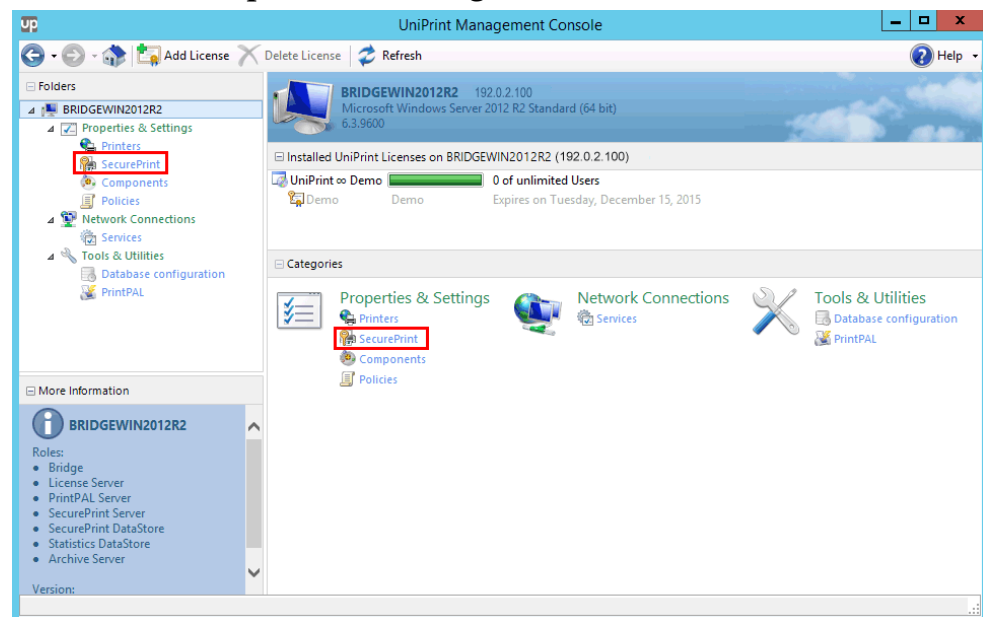 up
UniPrint Management Console
Add License
Delete License
Refresh
Help
Folders
BRIDGEWIN2012R2
Properties & Settings
Printers
SecurePrint
Components
Policies
Network Connections
Services
Tools & Utilities
Database configuration
PrintPAL
More Information
BRIDGEWIN2012R2
Roles:
Bridge
License Server
PrintPAL Server
SecurePrint Server
SecurePrint DataStore
Statistics DataStore
Archive Server
Version:
BRIDGEWIN2012R2 192.0.2.100
Microsoft Windows Server 2012 R2 Standard (64 bit)
6.3.9600
Installed UniPrint Licenses on BRIDGEWIN2012R2 (192.0.2.100)
UniPrint ∞ Demo 0 of unlimited Users
Demo Demo Expires on Tuesday, December 15, 2015
Categories
Properties & Settings
Printers
SecurePrint
Components
Policies
Network Connections
Services
Tools & Utilities
Database configuration
PrintPAL